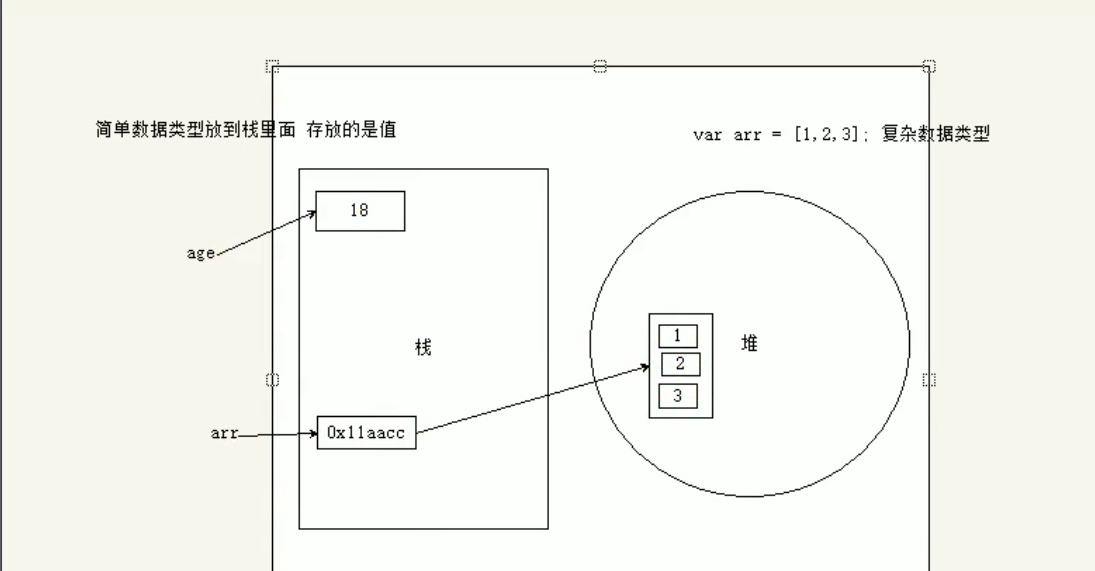 简单数据类型放到栈里面 存放的是值
var arr = [1,2,3]; 复杂数据类型
18
age
1
栈
堆
2
3
arr
0x11aacc